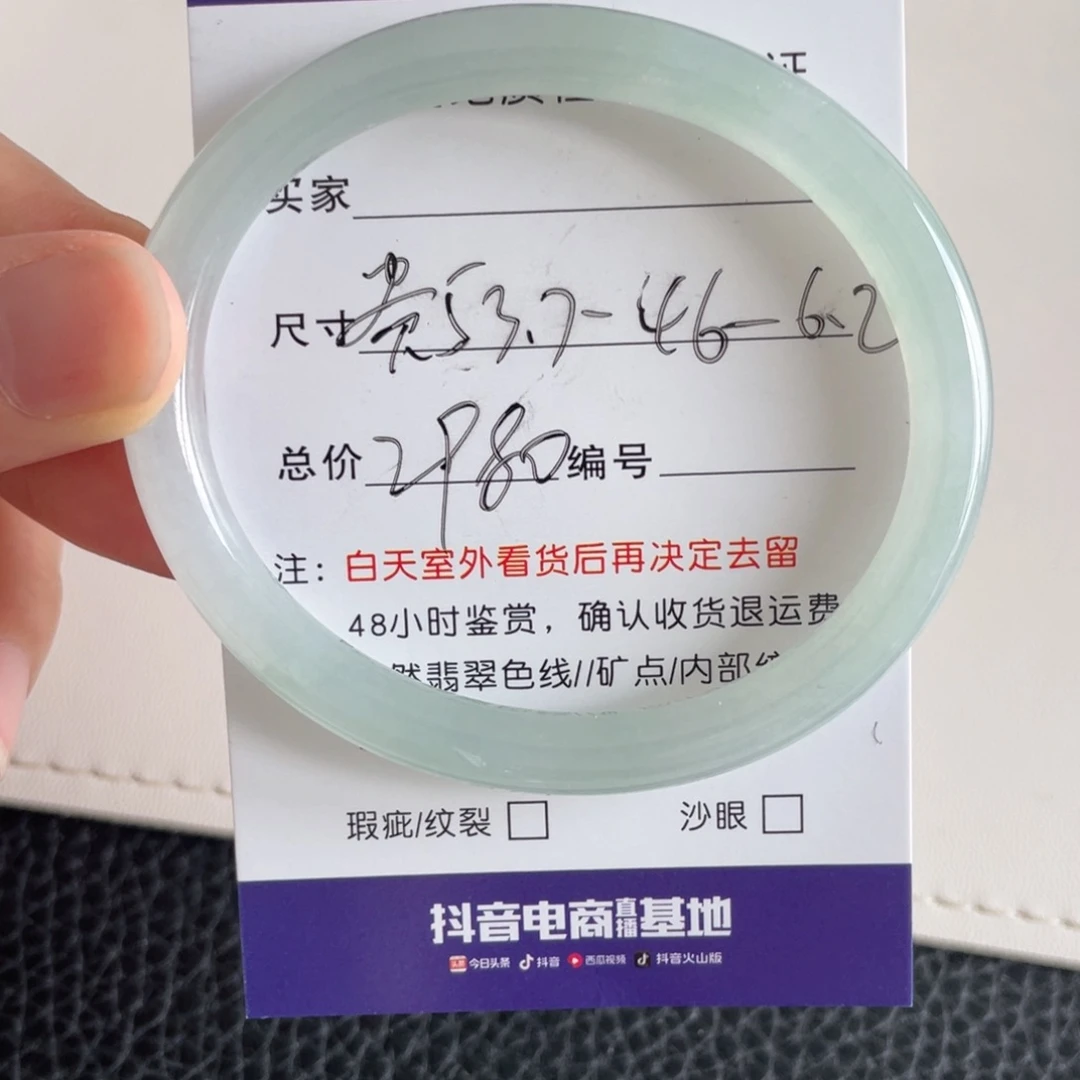 证
买家
尺寸 贵53.7-46-6.2
总价 2980 编号
注：白天室外看货后再决定去留
48小时鉴赏，确认收货退运费
然翡翠色线//矿点/内部
瑕疵/纹裂 沙眼
抖音电商直播基地
头条 今日头条 抖音 西瓜视频 抖音火山版